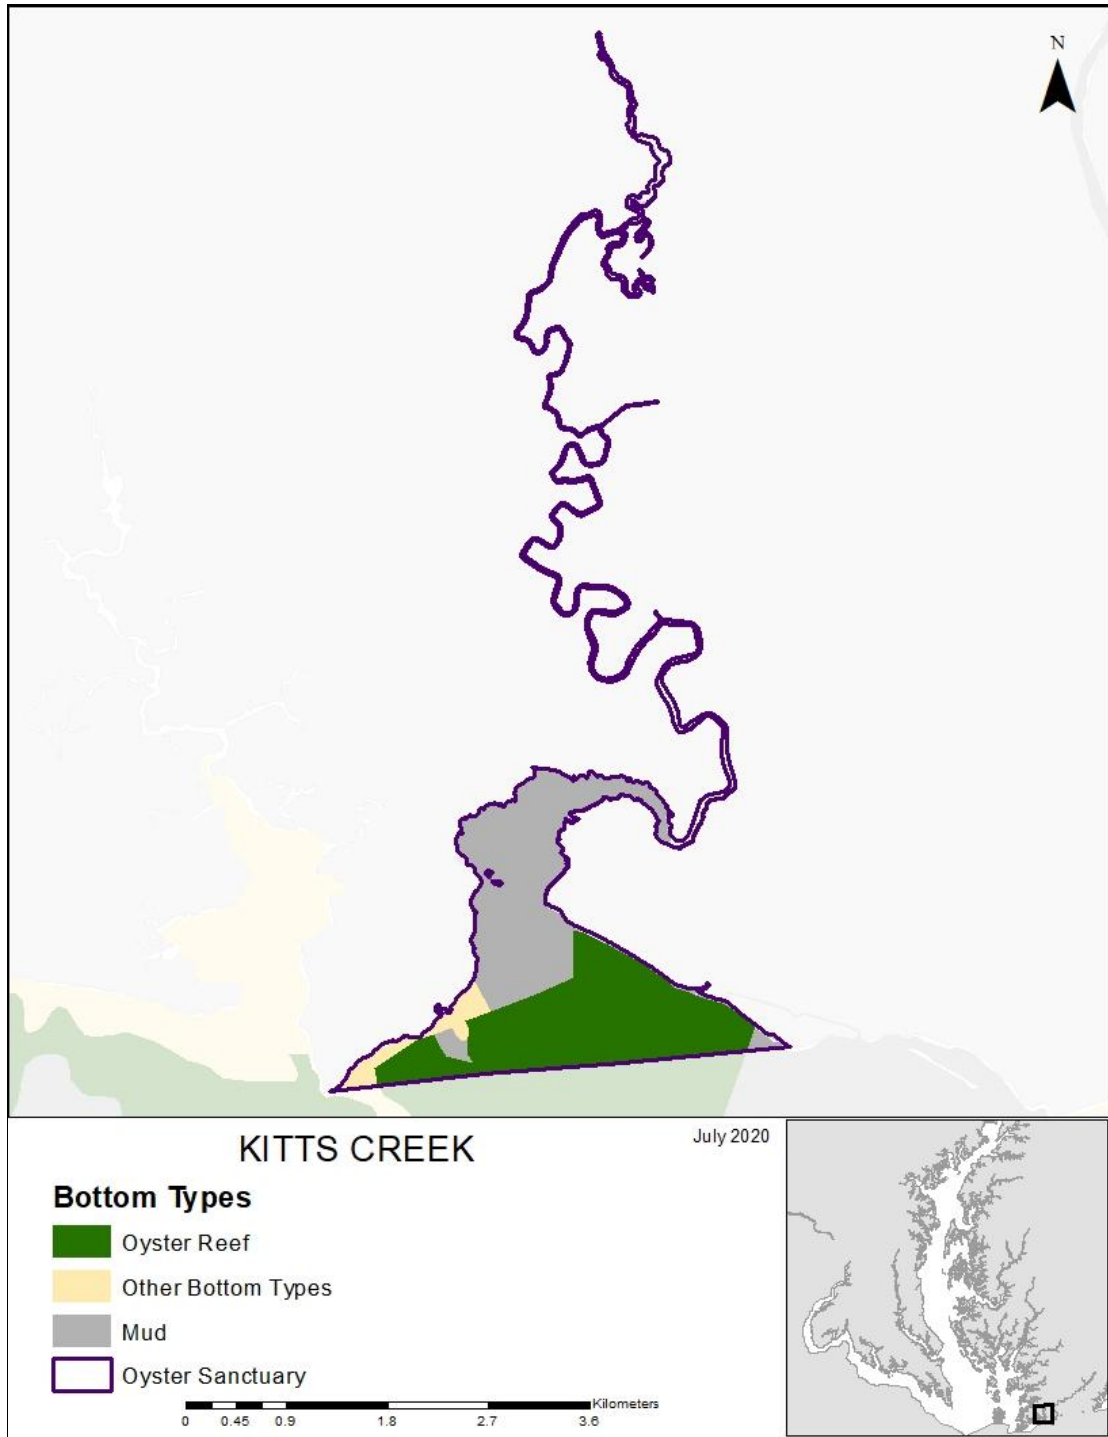 N
KITTS CREEK
July 2020
Bottom Types
Oyster Reef
Other Bottom Types
Mud
Oyster Sanctuary
Kilometers
0 0.45 0.9 1.8 2.7 3.6